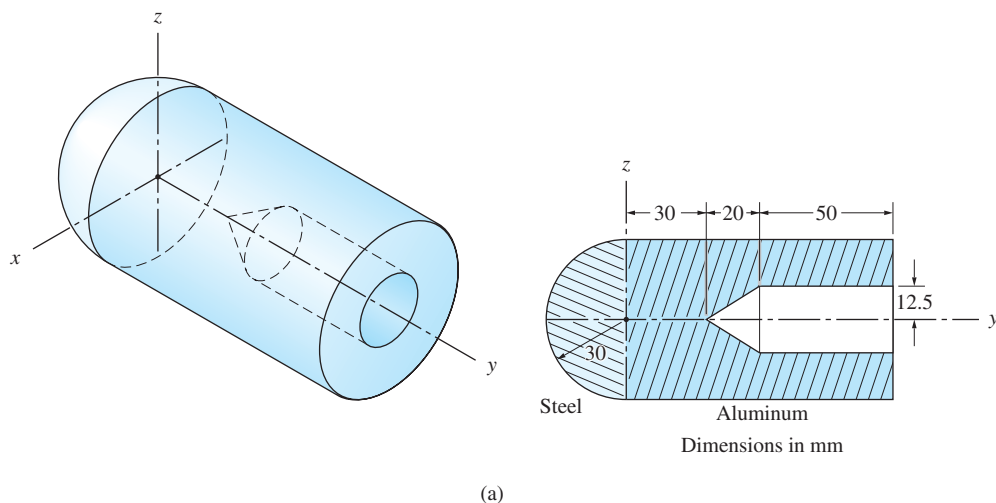 z
x
y
z
30
20
50
12.5
y
30
Steel
Aluminum
Dimensions in mm
(a)